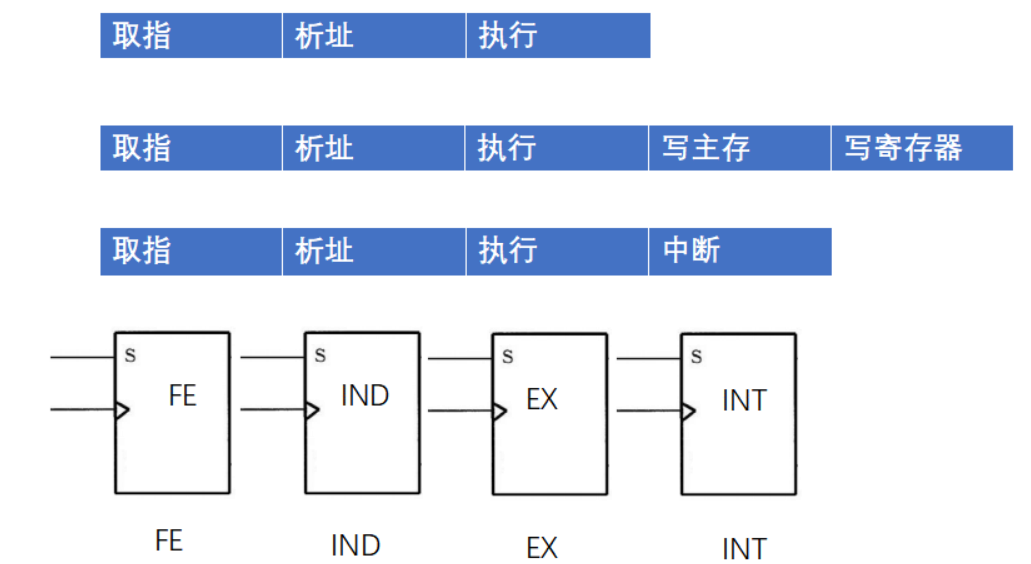 取指 析址 执行
取指 析址 执行 写主存 写寄存器
取指 析址 执行 中断
S S S S
FE IND EX INT
FE IND EX INT